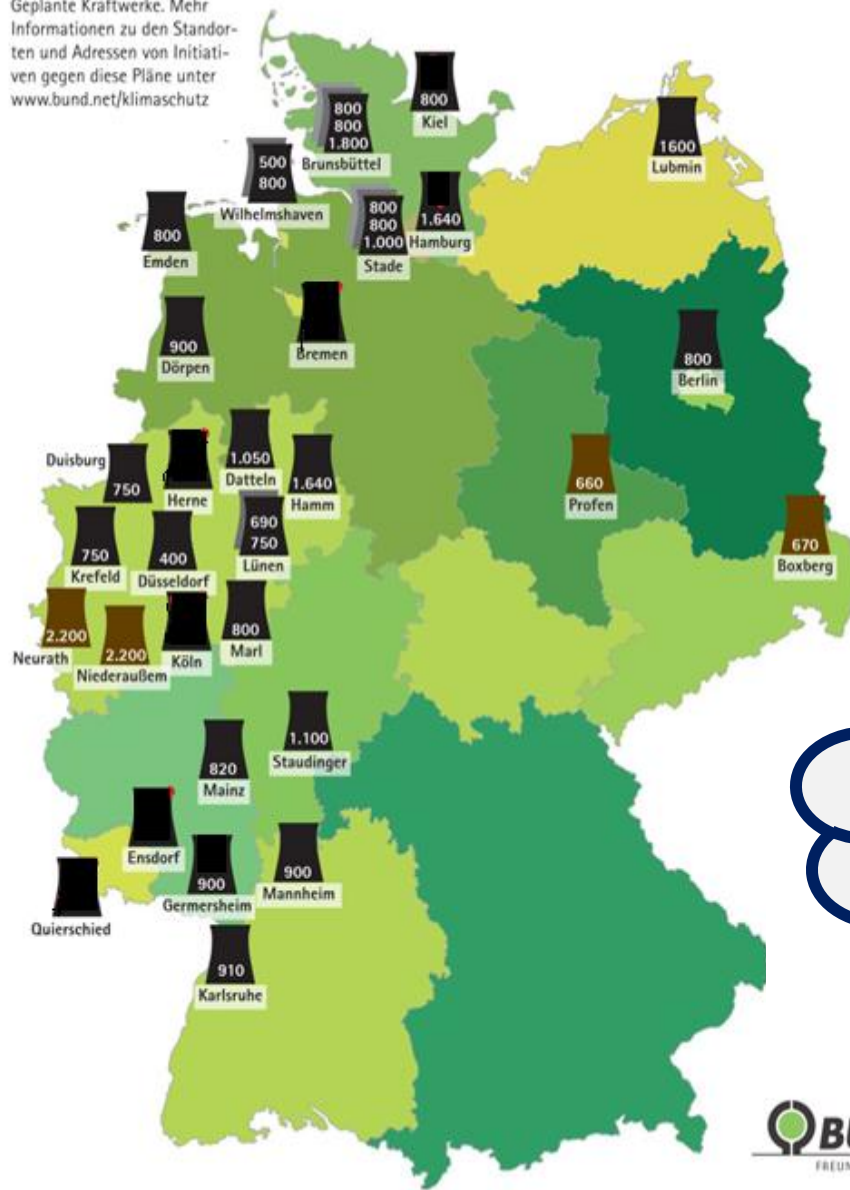 Geplante Kraftwerke. Mehr
Informationen zu den Standor-
ten und Adressen von Initiati-
ven gegen diese Pläne unter
www.bund.net/klimaschutz
800
Kiel
800
800
1.800
Brunsbüttel
1600
Lubmin
500
800
Wilhelmshaven
800
800
1.000
Stade
1.640
Hamburg
800
Emden
Bremen
900
Dörpen
800
Berlin
Duisburg
750
Herne
1.050
Datteln
1.640
Hamm
660
Profen
750
Krefeld
400
Düsseldorf
690
750
Lünen
670
Boxberg
2.200
Neurath
2.200
Niederaußem
Köln
800
Marl
1.100
Staudinger
820
Mainz
Ensdorf
Quierschied
900
Germersheim
900
Mannheim
910
Karlsruhe